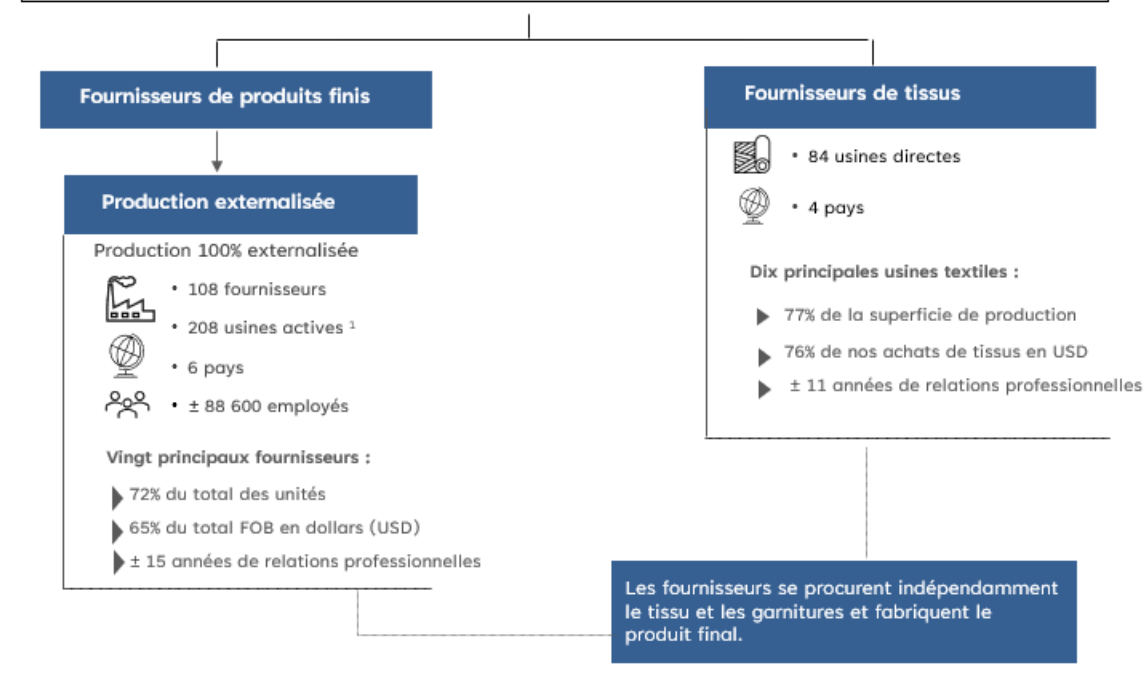 Fournisseurs de produits finis
Production externalisée
Production 100% externalisée
• 108 fournisseurs
• 208 usines actives ¹
• 6 pays
• ± 88 600 employés
Vingt principaux fournisseurs :
72% du total des unités
65% du total FOB en dollars (USD)
± 15 années de relations professionnelles
Fournisseurs de tissus
• 84 usines directes
• 4 pays
Dix principales usines textiles :
77% de la superficie de production
76% de nos achats de tissus en USD
± 11 années de relations professionnelles
Les fournisseurs se procurent indépendamment
le tissu et les garnitures et fabriquent le
produit final.